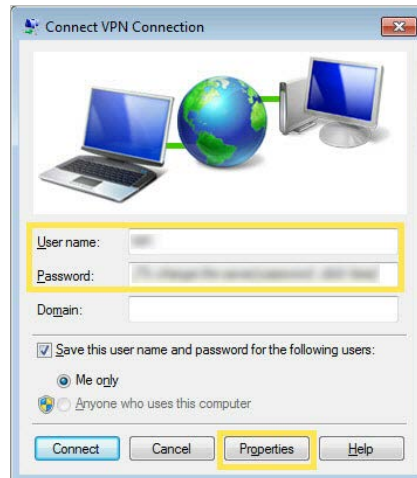 Connect VPN Connection
User name:
Password:
Domain:
Save this user name and password for the following users:
Me only
Anyone who uses this computer
Connect Cancel Properties Help